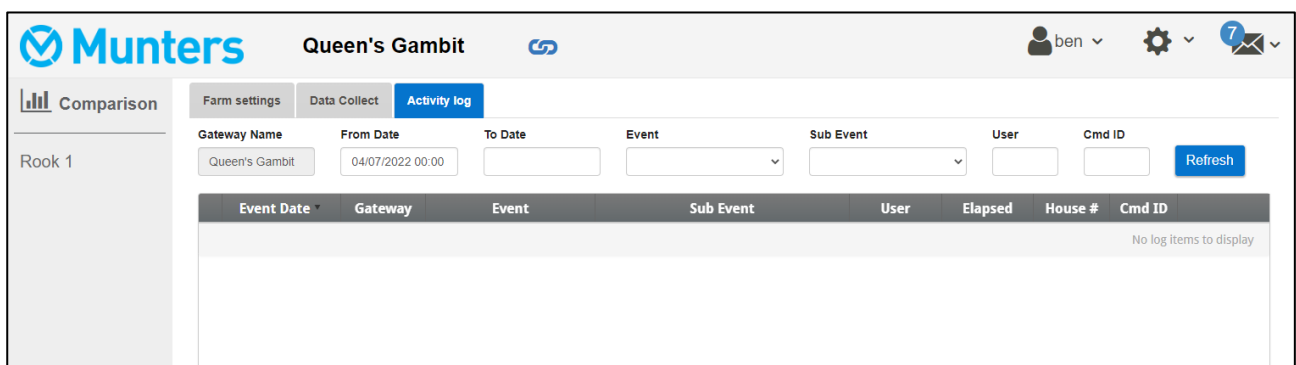 Munters Queen's Gambit ben 7
Comparison Farm settings Data Collect Activity log
Gateway Name From Date To Date Event Sub Event User Cmd ID
Rook 1 Queen's Gambit 04/07/2022 00:00 Refresh
Event Date Gateway Event Sub Event User Elapsed House # Cmd ID
No log items to display